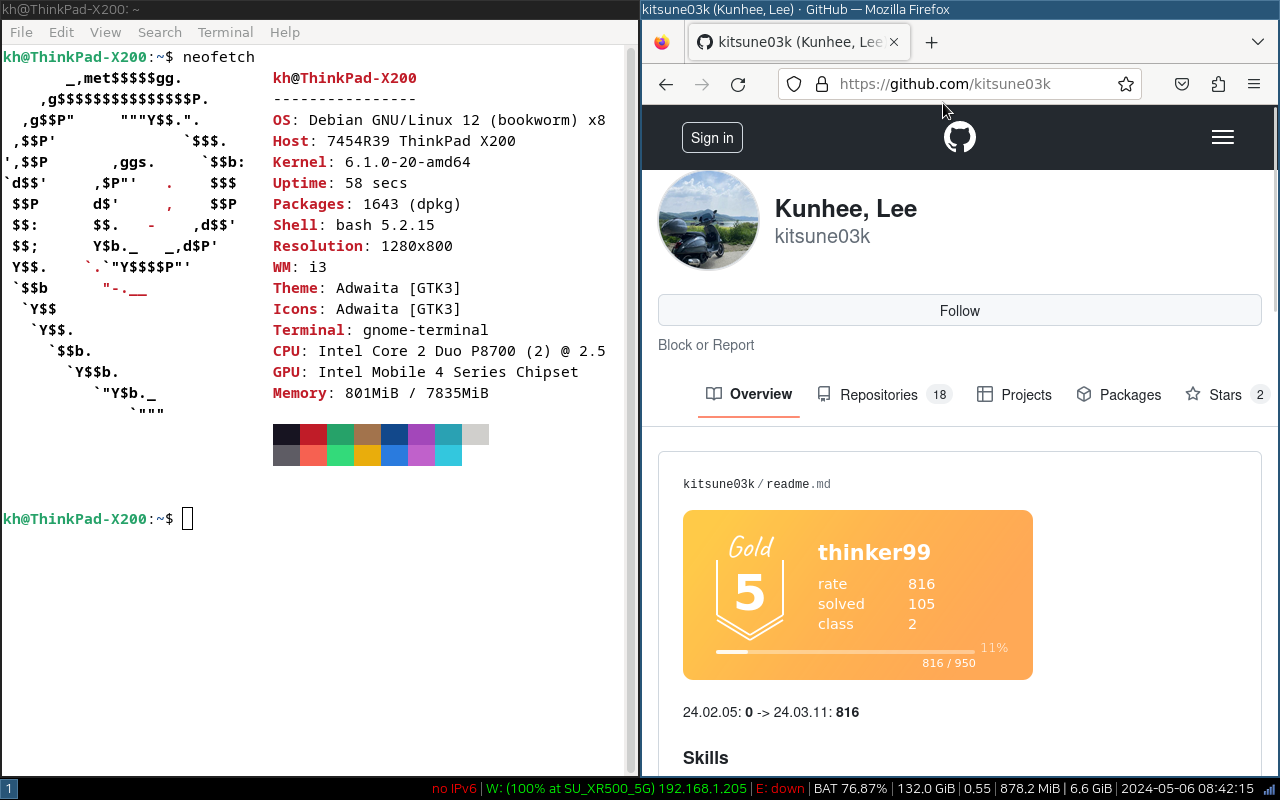 kh@ThinkPad-X200: ~
File Edit View Search Terminal Help
kh@ThinkPad-X200:~$ neofetch
       _,met$$$$$gg.          kh@ThinkPad-X200
    ,g$$$$$$$$$$$$$$$P.       ----------------
  ,g$$P"     """Y$$.".        OS: Debian GNU/Linux 12 (bookworm) x8
 ,$$P'              `$$$.     Host: 7454R39 ThinkPad X200
',$$P       ,ggs.     `$$b:   Kernel: 6.1.0-20-amd64
`d$$'     ,$P"'   .    $$$    Uptime: 58 secs
 $$P      d$'     ,    $$P    Packages: 1643 (dpkg)
 $$:      $$.   -    ,d$$'    Shell: bash 5.2.15
 $$;      Y$b._   _,d$P'      Resolution: 1280x800
 Y$$.    `.`"Y$$$$P"'         WM: i3
 `$$b      "-.__              Theme: Adwaita [GTK3]
  `Y$$                        Icons: Adwaita [GTK3]
   `Y$$.                      Terminal: gnome-terminal
     `$$b.                    CPU: Intel Core 2 Duo P8700 (2) @ 2.5
       `Y$$b.                 GPU: Intel Mobile 4 Series Chipset
          `"Y$b._             Memory: 801MiB / 7835MiB
              `"""
kh@ThinkPad-X200:~$
kitsune03k (Kunhee, Lee) · GitHub — Mozilla Firefox
kitsune03k (Kunhee, Lee
https://github.com/kitsune03k
Sign in
Kunhee, Lee
kitsune03k
Follow
Block or Report
Overview Repositories 18 Projects Packages Stars 2
kitsune03k/readme.md
Gold
5
thinker99
rate 816
solved 105
class 2
11%
816 / 950
24.02.05: 0 -> 24.03.11: 816
Skills
1
no IPv6 | W: (100% at SU_XR500_5G) 192.168.1.205 | E: down | BAT 76.87% | 132.0 GiB | 0.55 | 878.2 MiB | 6.6 GiB | 2024-05-06 08:42:15